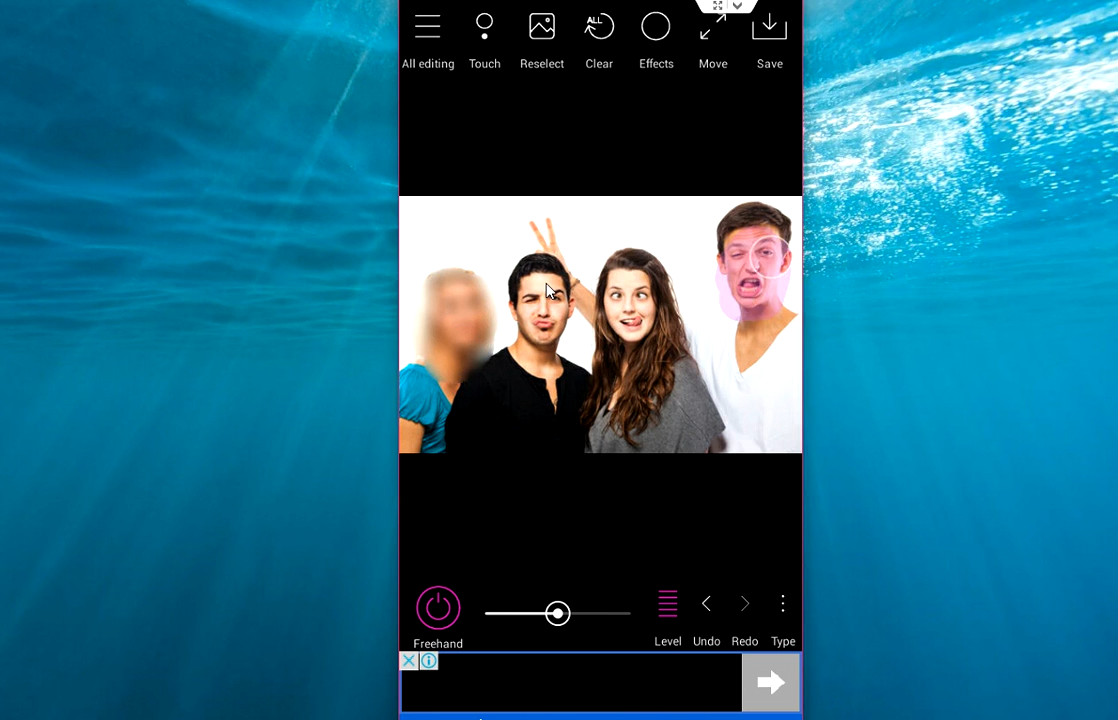 ALL
All editing Touch Reselect Clear Effects Move Save
Freehand Level Undo Redo Type